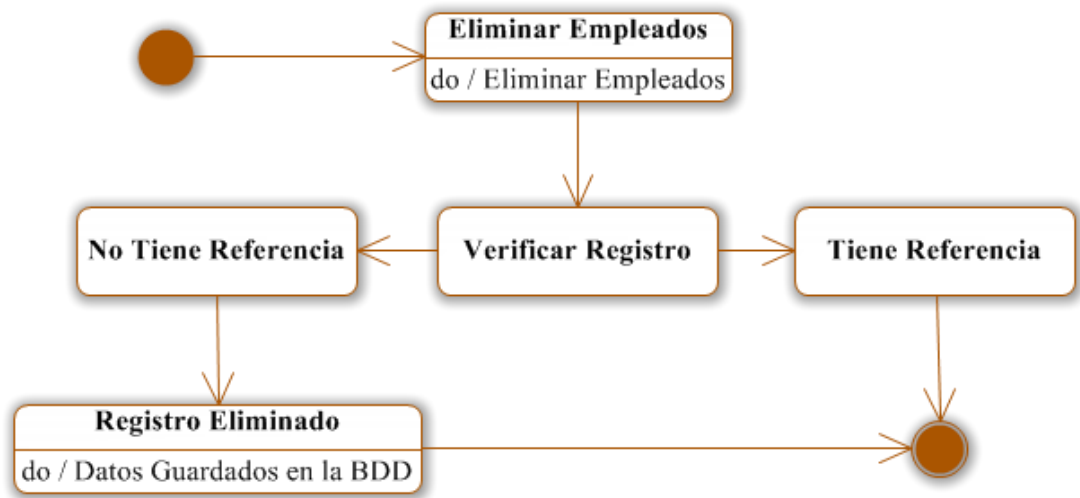 Eliminar Empleados
do / Eliminar Empleados
No Tiene Referencia
Verificar Registro
Tiene Referencia
Registro Eliminado
do / Datos Guardados en la BDD